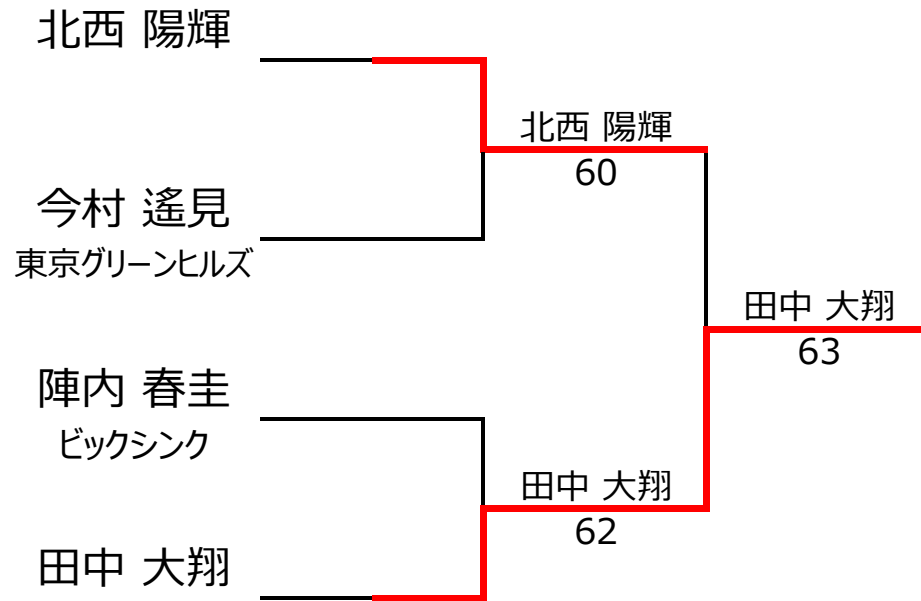 北西 陽輝
北西 陽輝
60
今村 遙見
東京グリーンヒルズ
田中 大翔
63
陣内 春圭
ビックシンク
田中 大翔
62
田中 大翔